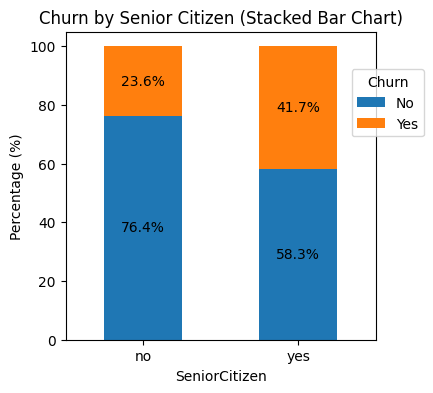 Churn by Senior Citizen (Stacked Bar Chart)
100
80
60
40
20
0
Percentage (%)
23.6%
41.7%
76.4%
58.3%
Churn
No
Yes
no
yes
SeniorCitizen